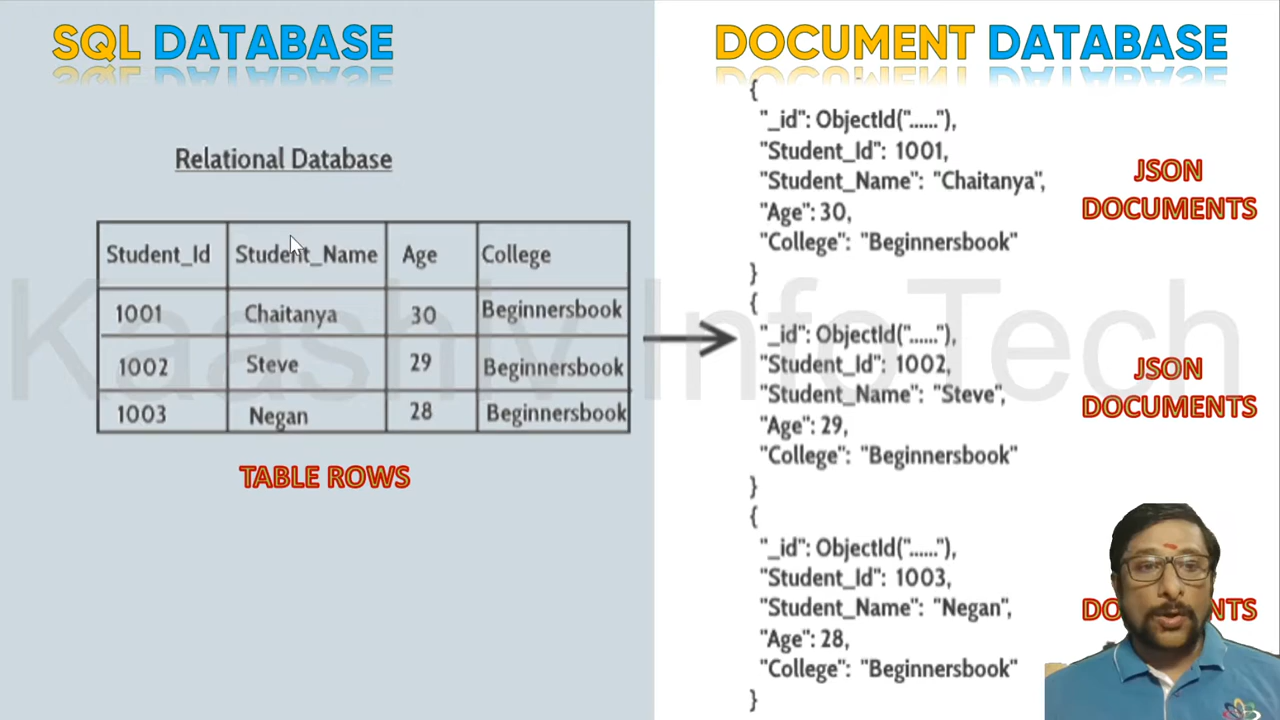 SQL DATABASE
Relational Database
Student_Id Student_Name Age College
1001 Chaitanya 30 Beginnersbook
1002 Steve 29 Beginnersbook
1003 Negan 28 Beginnersbook
TABLE ROWS
Kaashiv InfoTech
DOCUMENT DATABASE
{
"_id": ObjectId("......"),
"Student_Id": 1001,
"Student_Name": "Chaitanya",
"Age": 30,
"College": "Beginnersbook"
}
JSON
DOCUMENTS
{
"_id": ObjectId("......"),
"Student_Id": 1002,
"Student_Name": "Steve",
"Age": 29,
"College": "Beginnersbook"
}
JSON
DOCUMENTS
{
"_id": ObjectId("......"),
"Student_Id": 1003,
"Student_Name": "Negan",
"Age": 28,
"College": "Beginnersbook"
}